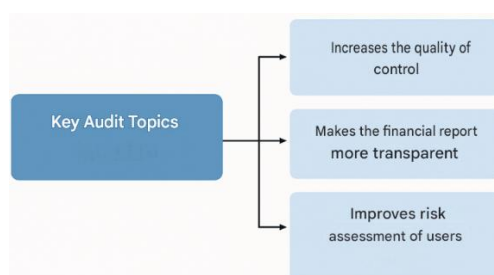 Key Audit Topics
Increases the quality of
control
Makes the financial report
more transparent
Improves risk
assessment of users